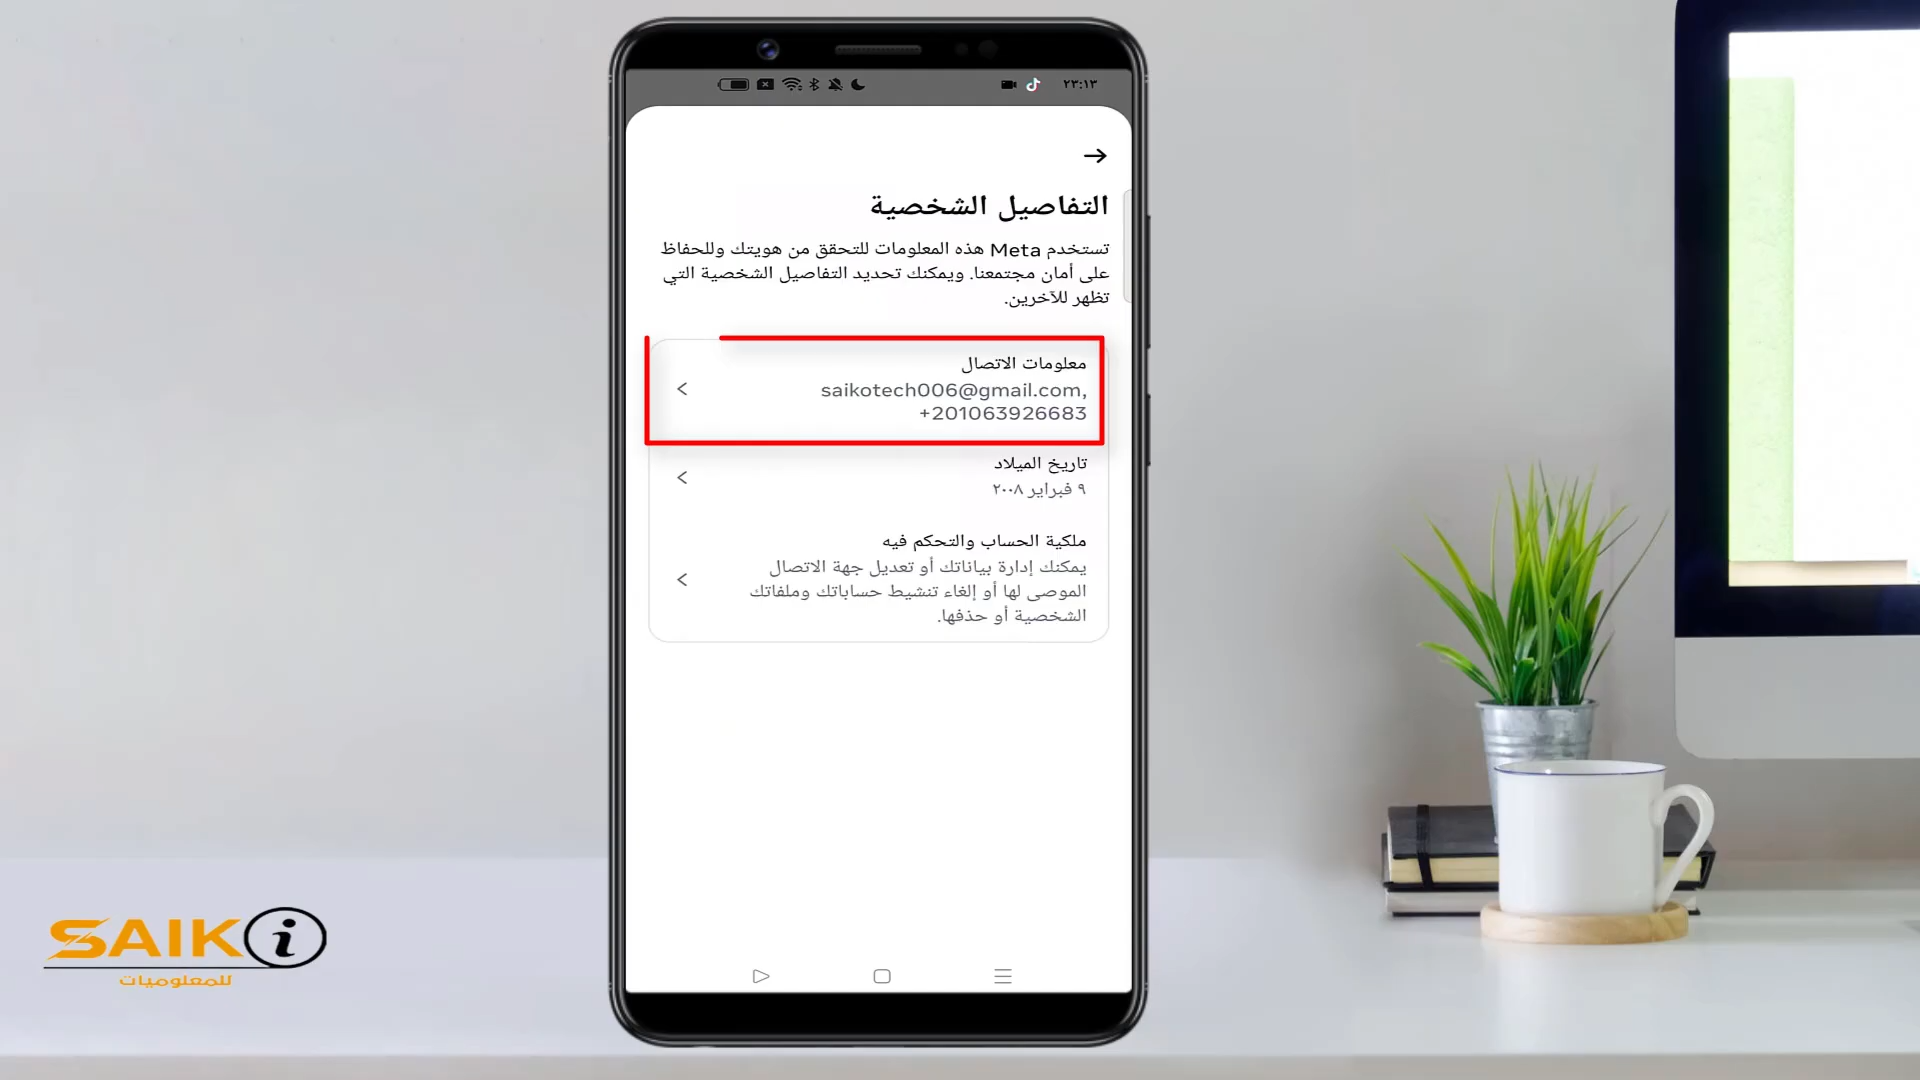 ٢٣:١٣
التفاصيل الشخصية
تستخدم Meta هذه المعلومات للتحقق من هويتك وللحفاظ
على أمان مجتمعنا. ويمكنك تحديد التفاصيل الشخصية التي
تظهر للآخرين.
معلومات الاتصال
saikotech006@gmail.com,
+201063926683
تاريخ الميلاد
٩ فبراير ٢٠٠٨
ملكية الحساب والتحكم فيه
يمكنك إدارة بياناتك أو تعديل جهة الاتصال
الموصى لها أو إلغاء تنشيط حساباتك وملفاتك
الشخصية أو حذفها.
SAIKi
للمعلوميات